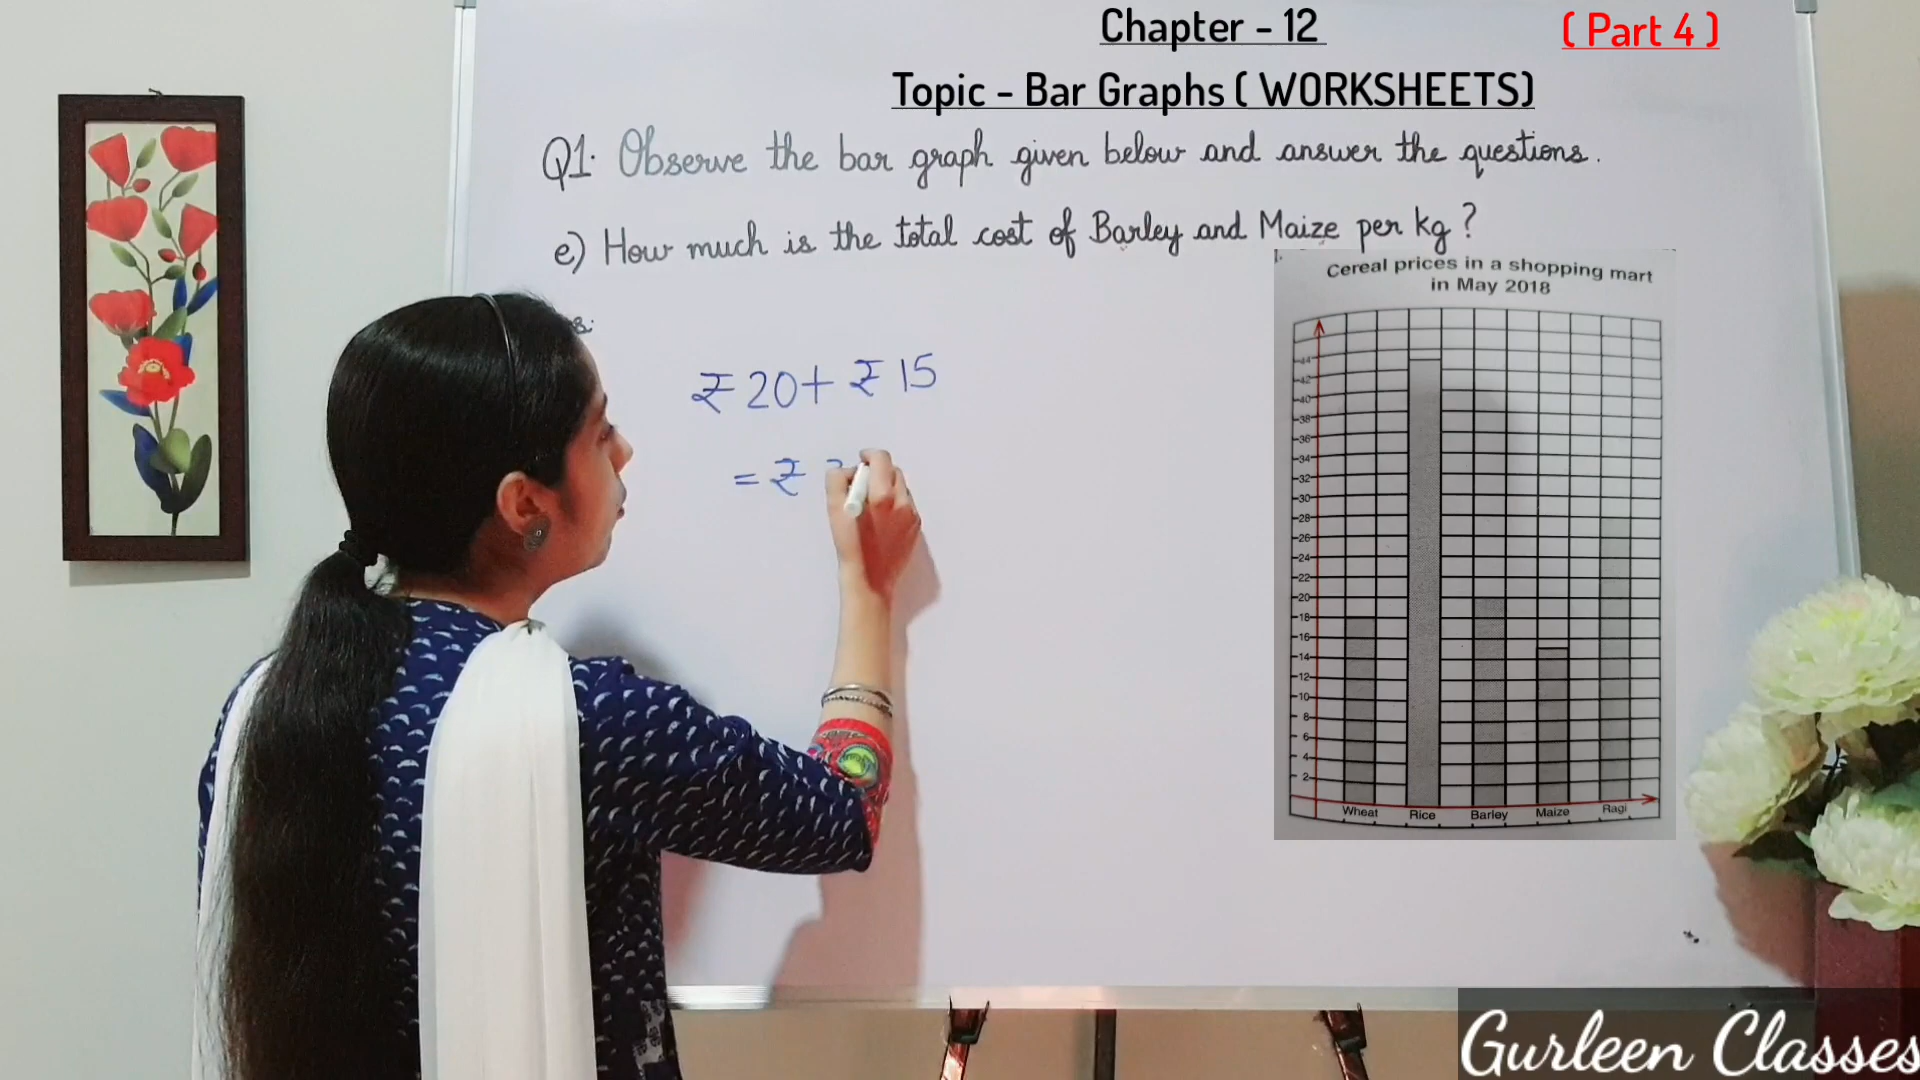 Chapter - 12
( Part 4 )
Topic - Bar Graphs ( WORKSHEETS)
Q1. Observe the bar graph given below and answer the questions.
e) How much is the total cost of Barley and Maize per kg ?
₹ 20 + ₹ 15
= ₹
Cereal prices in a shopping mart
in May 2018
44
42
40
38
36
34
32
30
28
26
24
22
20
18
16
14
12
10
8
6
4
2
Wheat Rice Barley Maize Ragi
Gurleen Classes